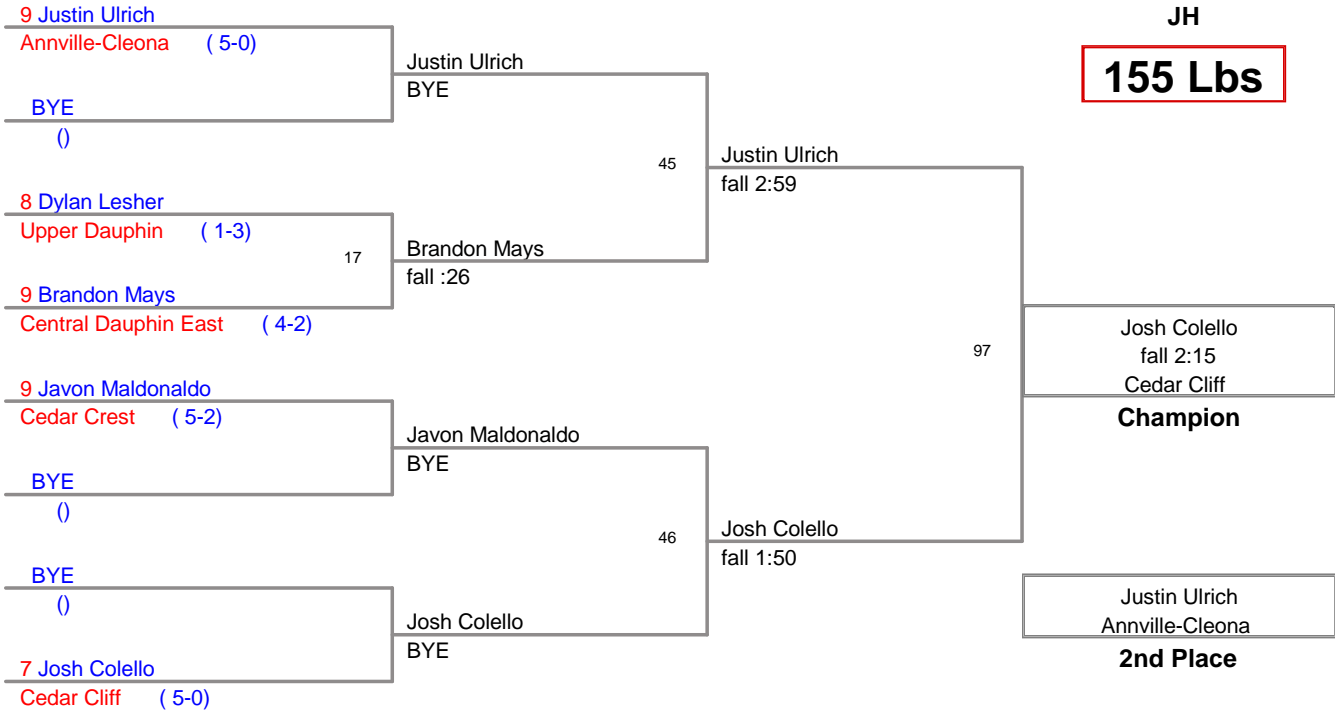 9 Justin Ulrich
Annville-Cleona ( 5-0)
BYE
()
8 Dylan Lesher
Upper Dauphin ( 1-3)
9 Brandon Mays
Central Dauphin East ( 4-2)
9 Javon Maldonaldo
Cedar Crest ( 5-2)
BYE
()
BYE
()
7 Josh Colello
Cedar Cliff ( 5-0)
Justin Ulrich
BYE
17
Brandon Mays
fall :26
Javon Maldonaldo
BYE
Josh Colello
BYE
45
Justin Ulrich
fall 2:59
46
Josh Colello
fall 1:50
97
JH
155 Lbs
Josh Colello
fall 2:15
Cedar Cliff
Champion
Justin Ulrich
Annville-Cleona
2nd Place